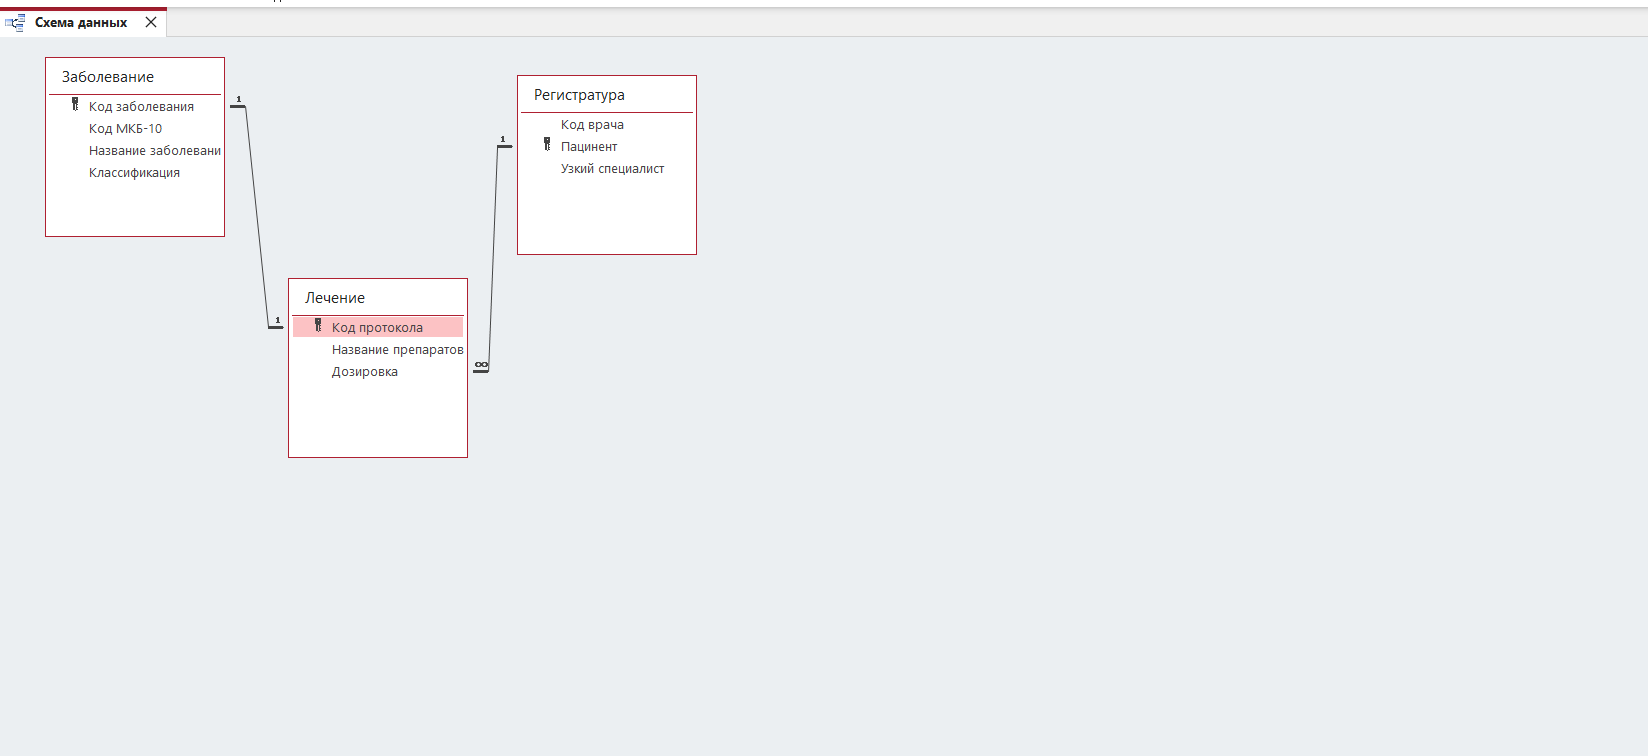 Схема данных
Заболевание
Код заболевания
Код МКБ-10
Название заболевани
Классификация
1
1
Регистратура
Код врача
Пацинент
Узкий специалист
1
∞
Лечение
Код протокола
Название препаратов
Дозировка